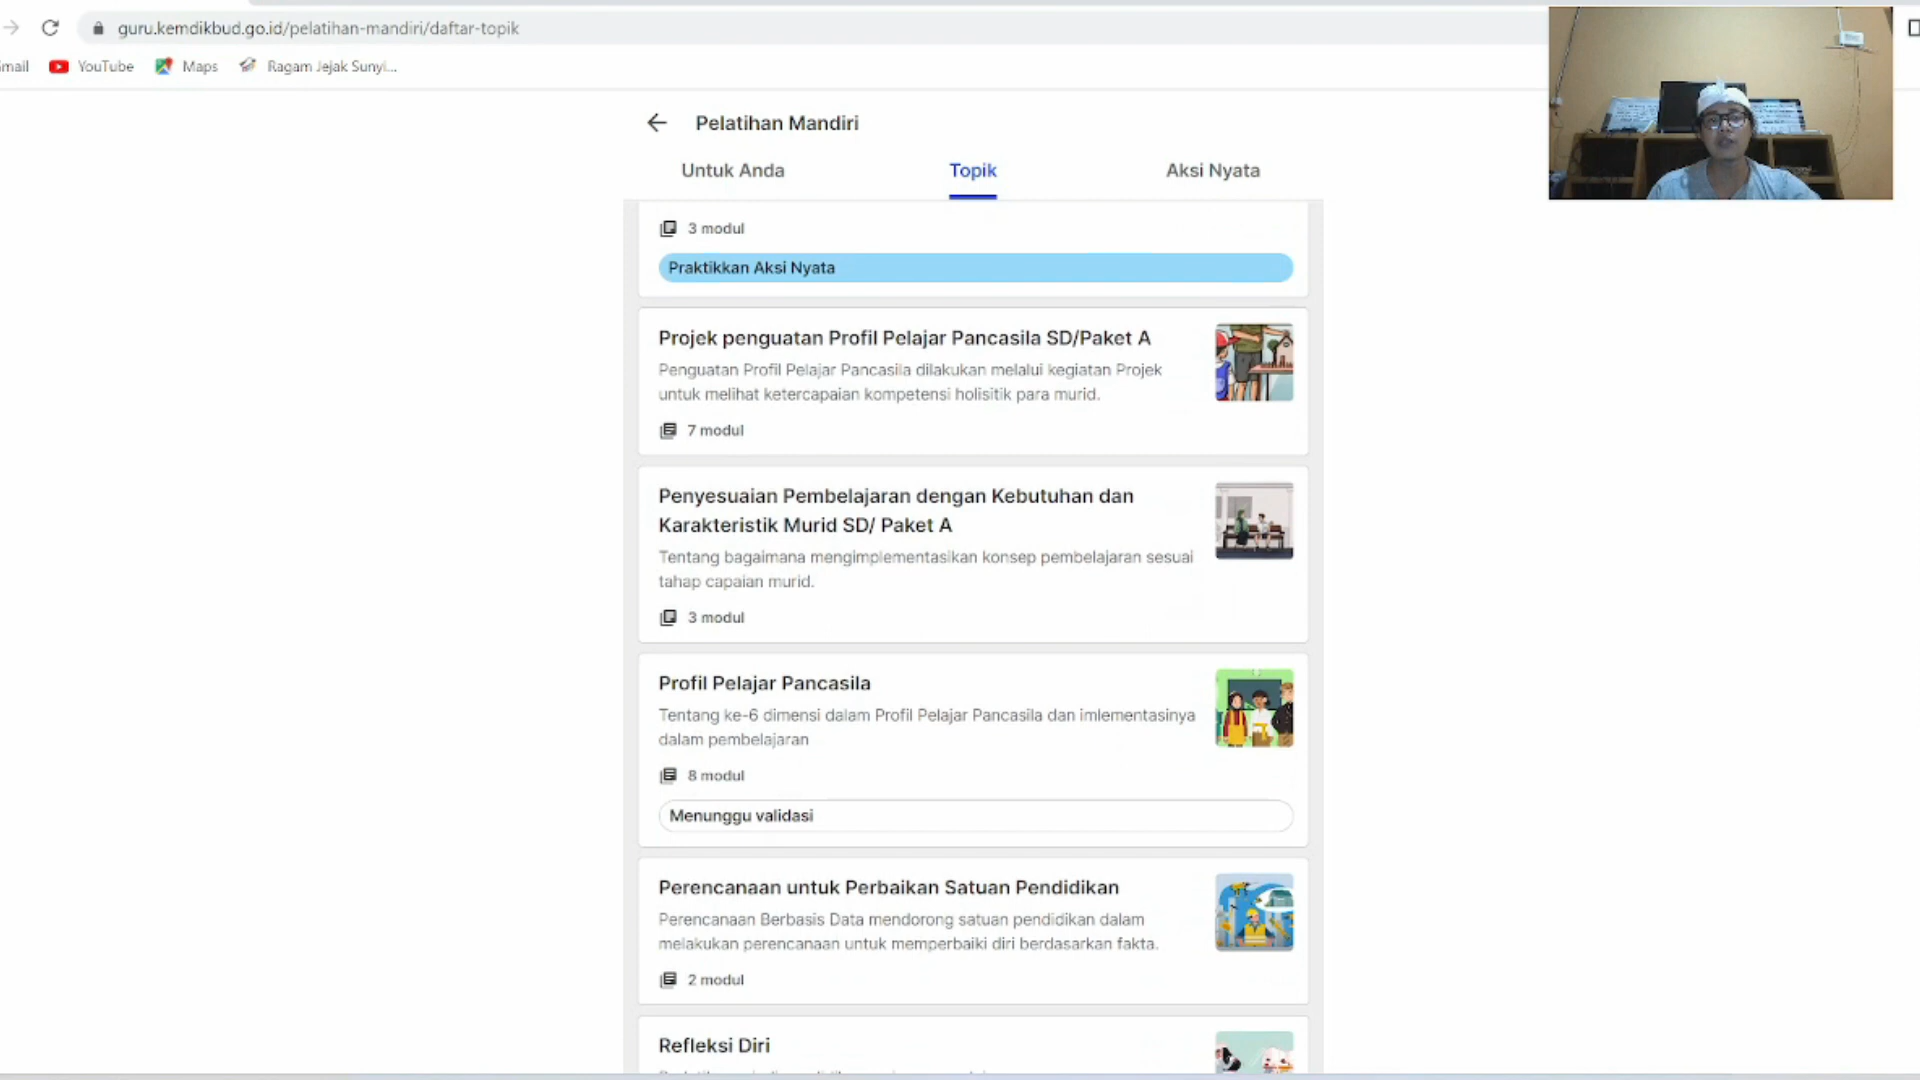 guru.kemdikbud.go.id/pelatihan-mandiri/daftar-topik
YouTube
Maps
Ragam Jejak Sunyi...
Pelatihan Mandiri
Untuk Anda
Topik
Aksi Nyata
3 modul
Praktikkan Aksi Nyata
Projek penguatan Profil Pelajar Pancasila SD/Paket A
Penguatan Profil Pelajar Pancasila dilakukan melalui kegiatan Projek
untuk melihat ketercapaian kompetensi holisitik para murid.
7 modul
Penyesuaian Pembelajaran dengan Kebutuhan dan
Karakteristik Murid SD/ Paket A
Tentang bagaimana mengimplementasikan konsep pembelajaran sesuai
tahap capaian murid.
3 modul
Profil Pelajar Pancasila
Tentang ke-6 dimensi dalam Profil Pelajar Pancasila dan imlementasinya
dalam pembelajaran
8 modul
Menunggu validasi
Perencanaan untuk Perbaikan Satuan Pendidikan
Perencanaan Berbasis Data mendorong satuan pendidikan dalam
melakukan perencanaan untuk memperbaiki diri berdasarkan fakta.
2 modul
Refleksi Diri